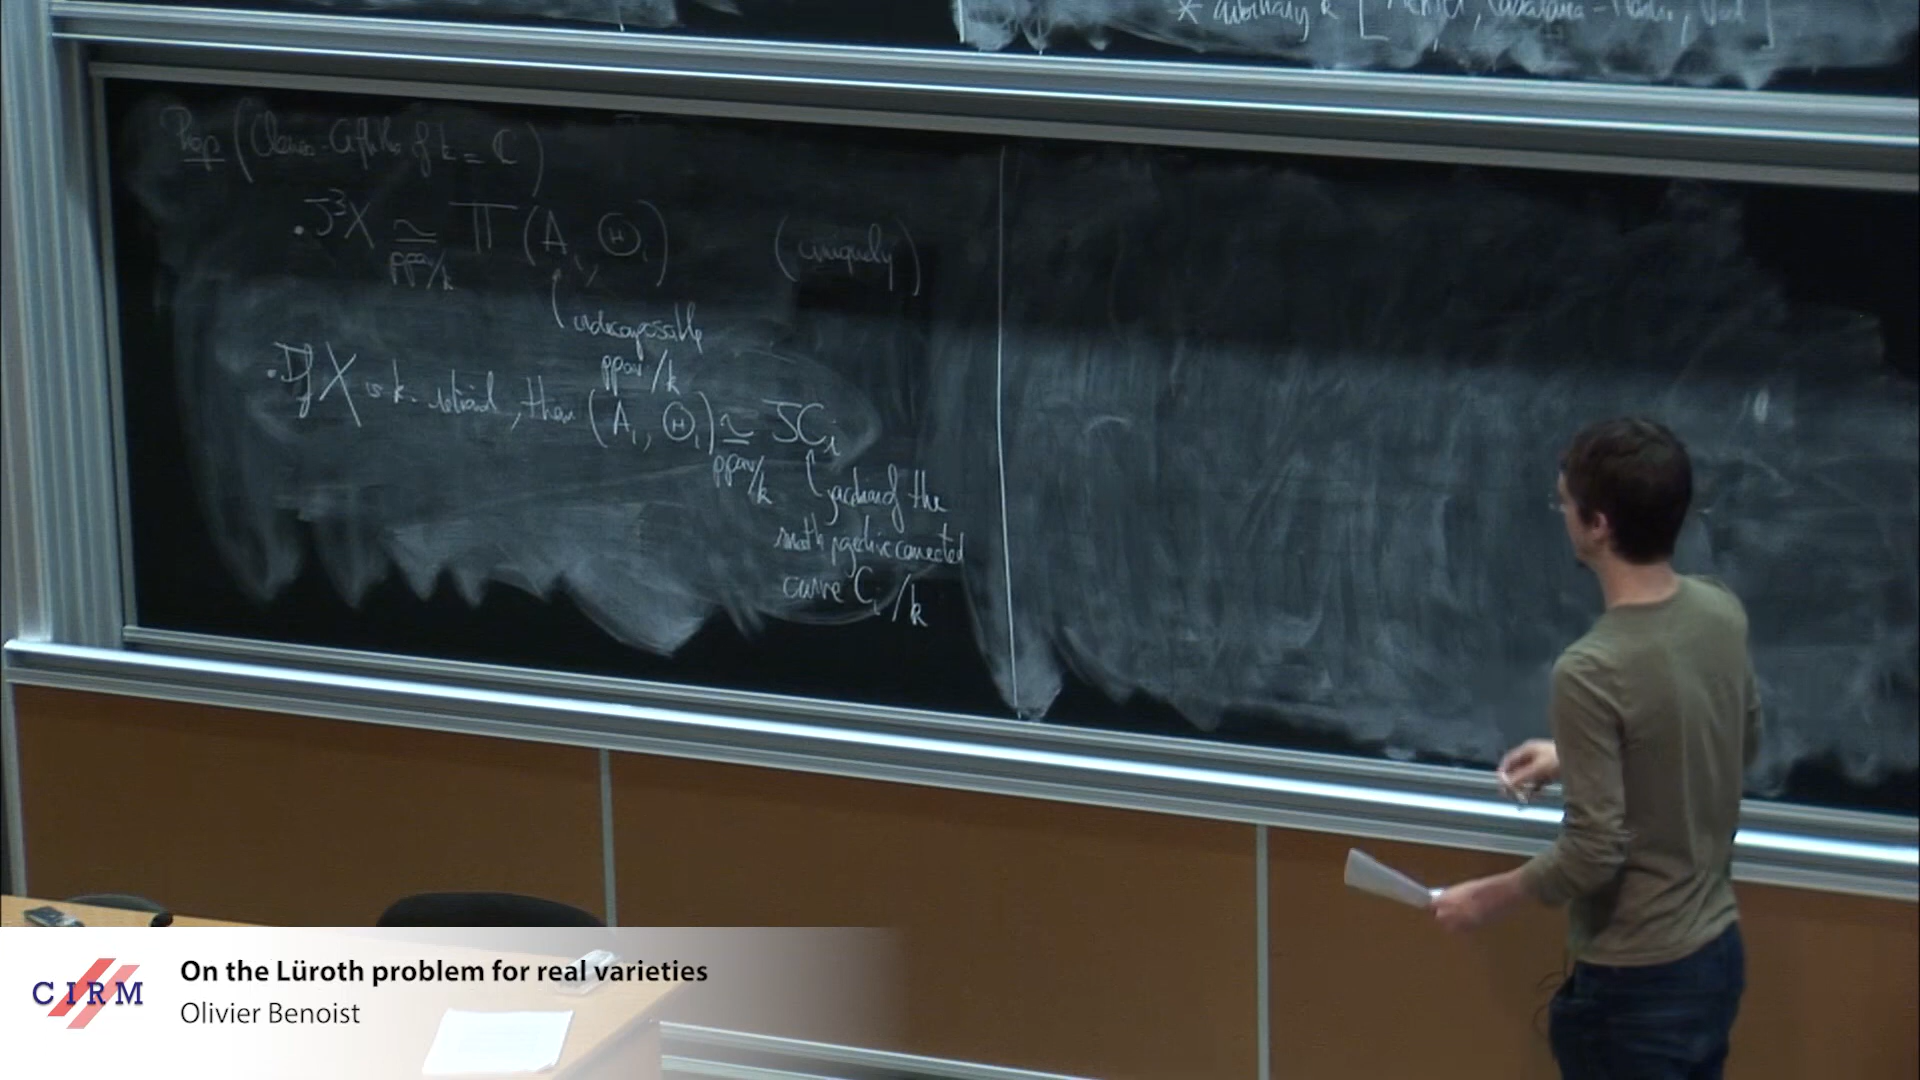 * arbitrary k [
Prop (Clemens-Griffiths if k = C)
. J³X ≃ ∏ (A_i, Θ_i) (uniquely)
ppav/k
indecomposable
ppav/k
. If X is k-rational, then (A_i, Θ_i) ≃ JC_i
ppav/k
jacobian of the
smooth projective connected
curve C_i /k
CIRM
On the Lüroth problem for real varieties
Olivier Benoist